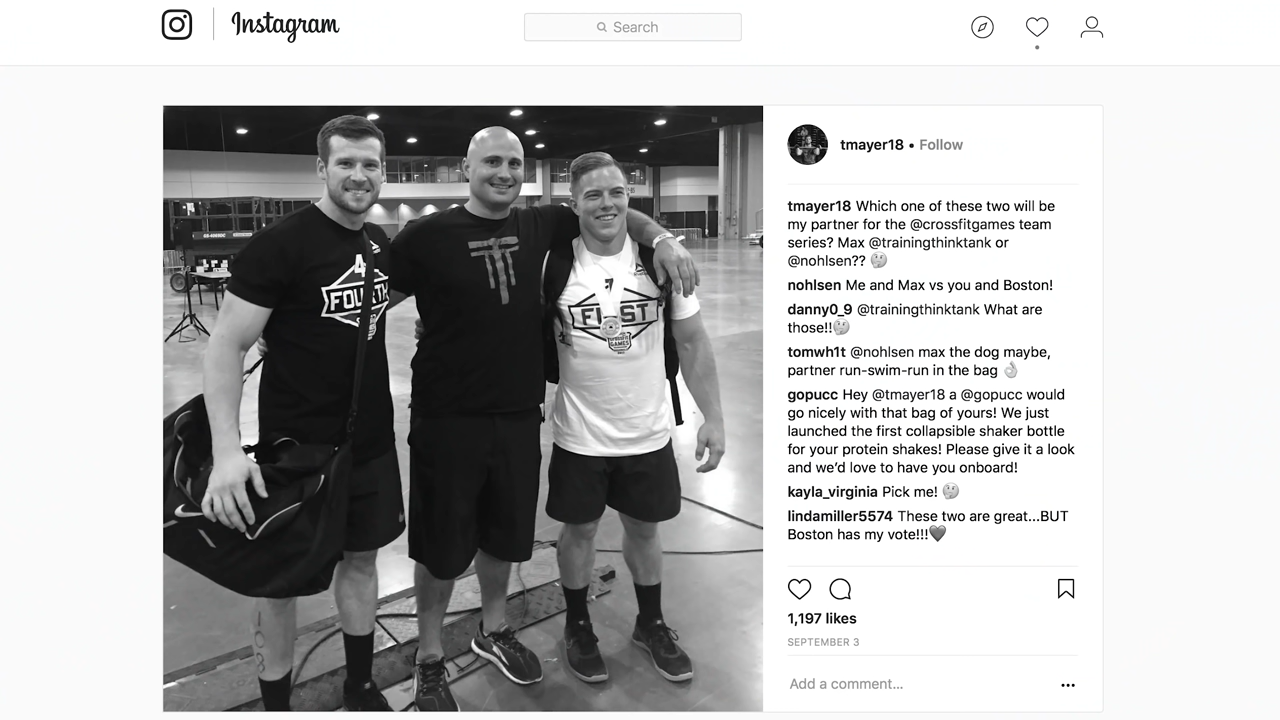 Instagram
Search
tmayer18 • Follow
tmayer18 Which one of these two will be
my partner for the @crossfitgames team
series? Max @trainingthinktank or
@nohlsen?? 🤔
nohlsen Me and Max vs you and Boston!
danny0_9 @trainingthinktank What are
those!!🤔
tomwh1t @nohlsen max the dog maybe,
partner run-swim-run in the bag 👌
gopucc Hey @tmayer18 a @gopucc would
go nicely with that bag of yours! We just
launched the first collapsible shaker bottle
for your protein shakes! Please give it a look
and we'd love to have you onboard!
kayla_virginia Pick me! 🤔
lindamiller5574 These two are great...BUT
Boston has my vote!!!🖤
1,197 likes
SEPTEMBER 3
Add a comment...
FOURTH
FIRST
CrossFit
GAMES